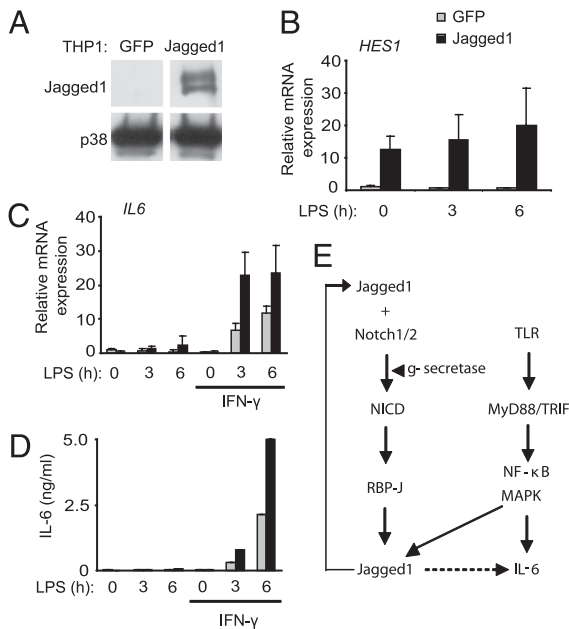 A
THP1: GFP Jagged1
Jagged1
p38
B
GFP
Jagged1
HES1
Relative mRNA
expression
40
30
20
10
0
LPS (h): 0 3 6
C
IL6
Relative mRNA
expression
40
30
20
10
0
LPS (h): 0 3 6 0 3 6
IFN-γ
D
IL-6 (ng/ml)
5.0
2.5
0
LPS (h): 0 3 6 0 3 6
IFN-γ
E
Jagged1
+
Notch1/2 TLR
g- secretase
NICD MyD88/TRIF
RBP-J NF-κB
MAPK
Jagged1 IL-6